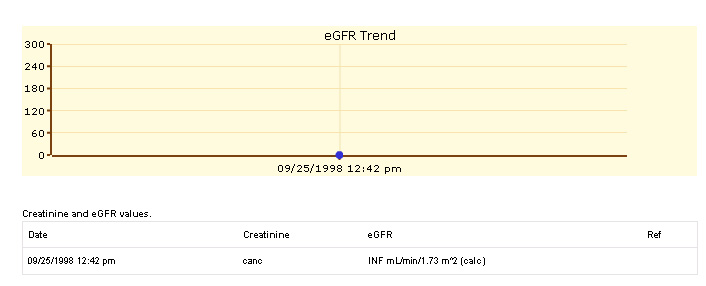 eGFR Trend
300
240
180
120
60
0
09/25/1998 12:42 pm
Creatinine and eGFR values.
Date Creatinine eGFR Ref
09/25/1998 12:42 pm canc INF mL/min/1.73 m^2 (calc)